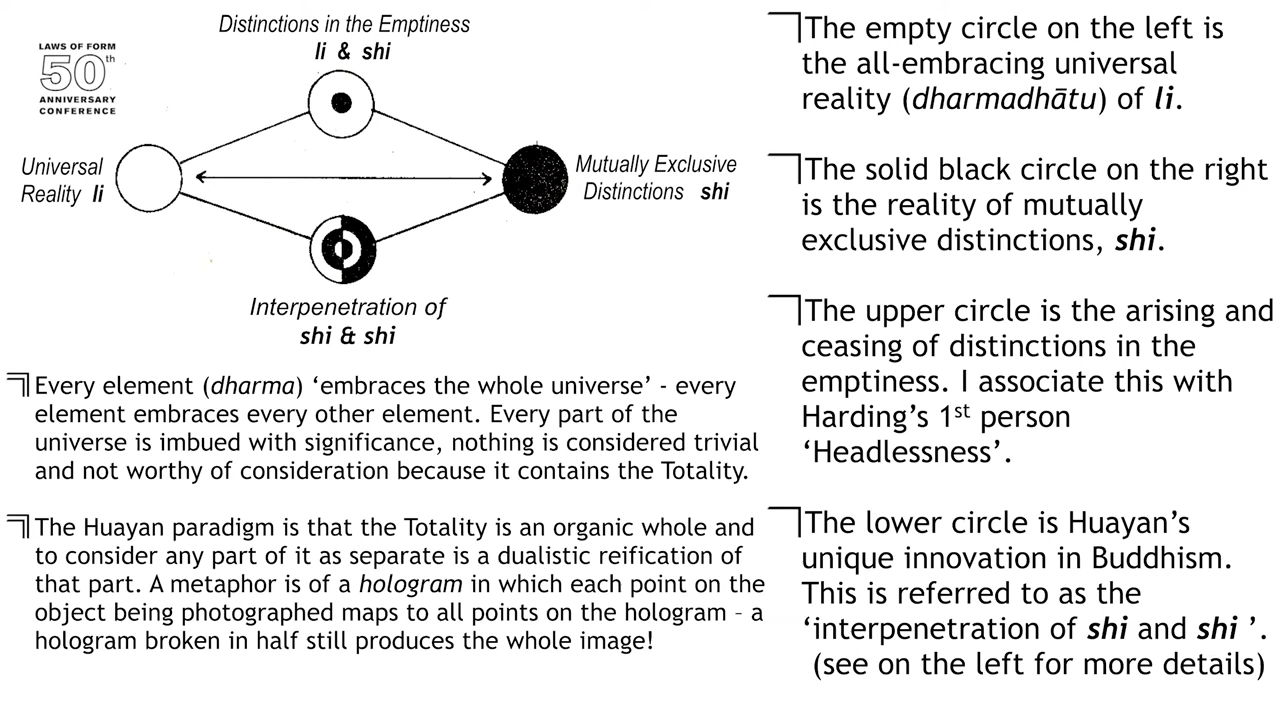 Distinctions in the Emptiness
li & shi
LAWS OF FORM
50th
ANNIVERSARY
CONFERENCE
Universal
Reality li
Mutually Exclusive
Distinctions shi
Interpenetration of
shi & shi
Every element (dharma) ‘embraces the whole universe’ - every
element embraces every other element. Every part of the
universe is imbued with significance, nothing is considered trivial
and not worthy of consideration because it contains the Totality.
The Huayan paradigm is that the Totality is an organic whole and
to consider any part of it as separate is a dualistic reification of
that part. A metaphor is of a hologram in which each point on the
object being photographed maps to all points on the hologram – a
hologram broken in half still produces the whole image!
The empty circle on the left is
the all-embracing universal
reality (dharmadhātu) of li.
The solid black circle on the right
is the reality of mutually
exclusive distinctions, shi.
The upper circle is the arising and
ceasing of distinctions in the
emptiness. I associate this with
Harding’s 1st person
‘Headlessness’.
The lower circle is Huayan’s
unique innovation in Buddhism.
This is referred to as the
‘interpenetration of shi and shi ’.
(see on the left for more details)